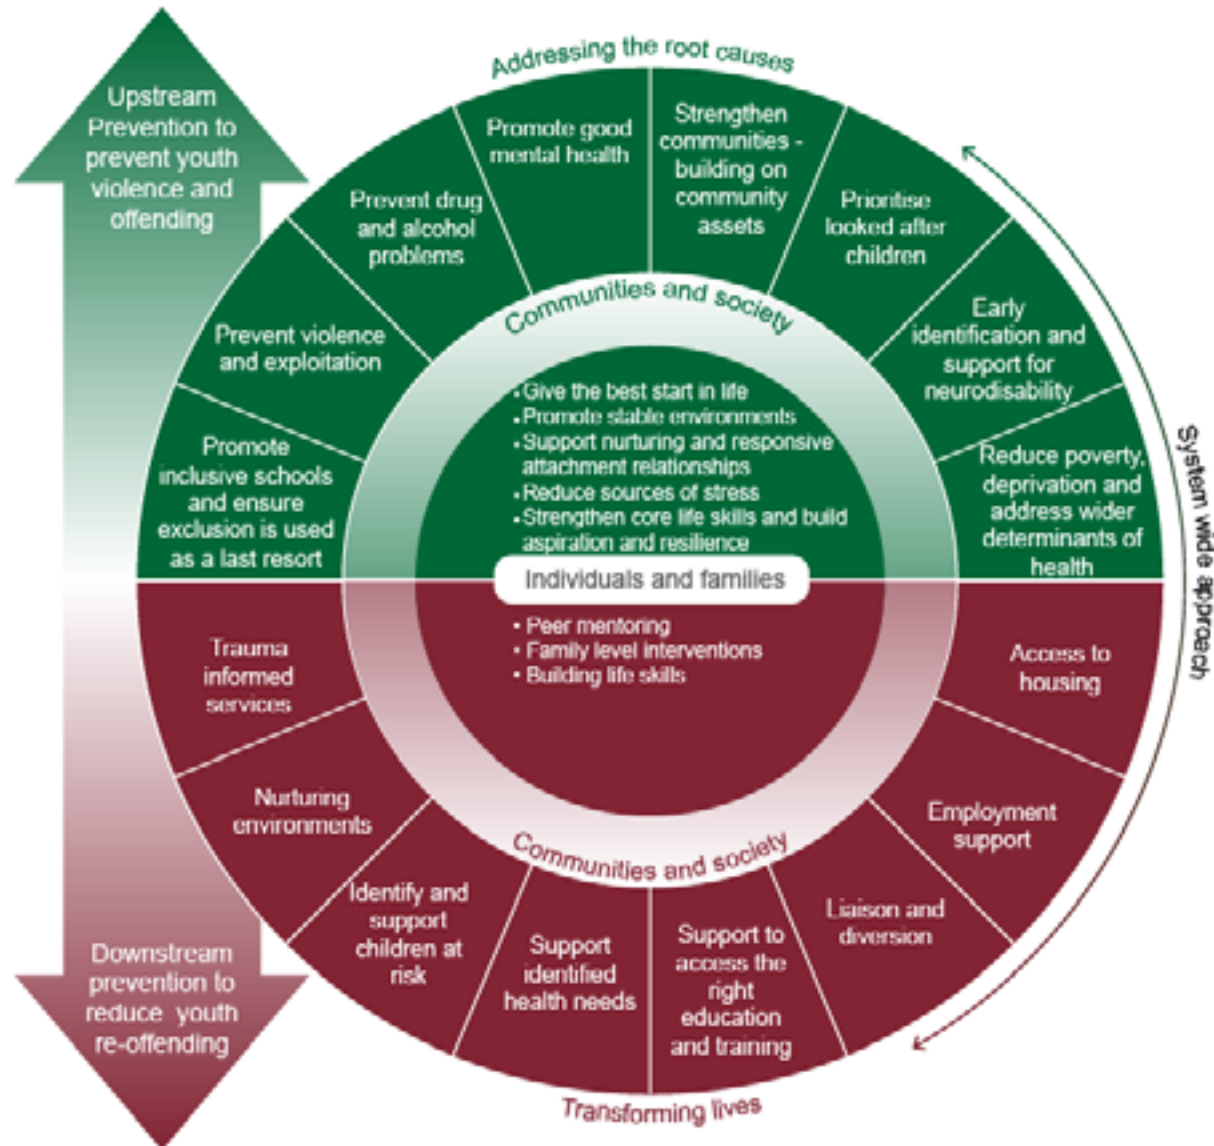 Addressing the root causes
Upstream
Prevention to
prevent youth
violence and
offending
Promote good
mental health
Strengthen
communities -
building on
community
assets
Prevent drug
and alcohol
problems
Prioritise
looked after
children
Communities and society
Prevent violence
and exploitation
Early
identification and
support for
neurodisability
Promote
inclusive schools
and ensure
exclusion is used
as a last resort
Reduce poverty,
deprivation and
address wider
determinants of
health
• Give the best start in life
• Promote stable environments
• Support nurturing and responsive
attachment relationships
• Reduce sources of stress
• Strengthen core life skills and build
aspiration and resilience
System wide approach
Individuals and families
• Peer mentoring
• Family level interventions
• Building life skills
Trauma
informed
services
Access to
housing
Nurturing
environments
Employment
support
Communities and society
Identify and
support
children at
risk
Support
identified
health needs
Support to
access the
right
education
and training
Liaison and
diversion
Downstream
prevention to
reduce youth
re-offending
Transforming lives